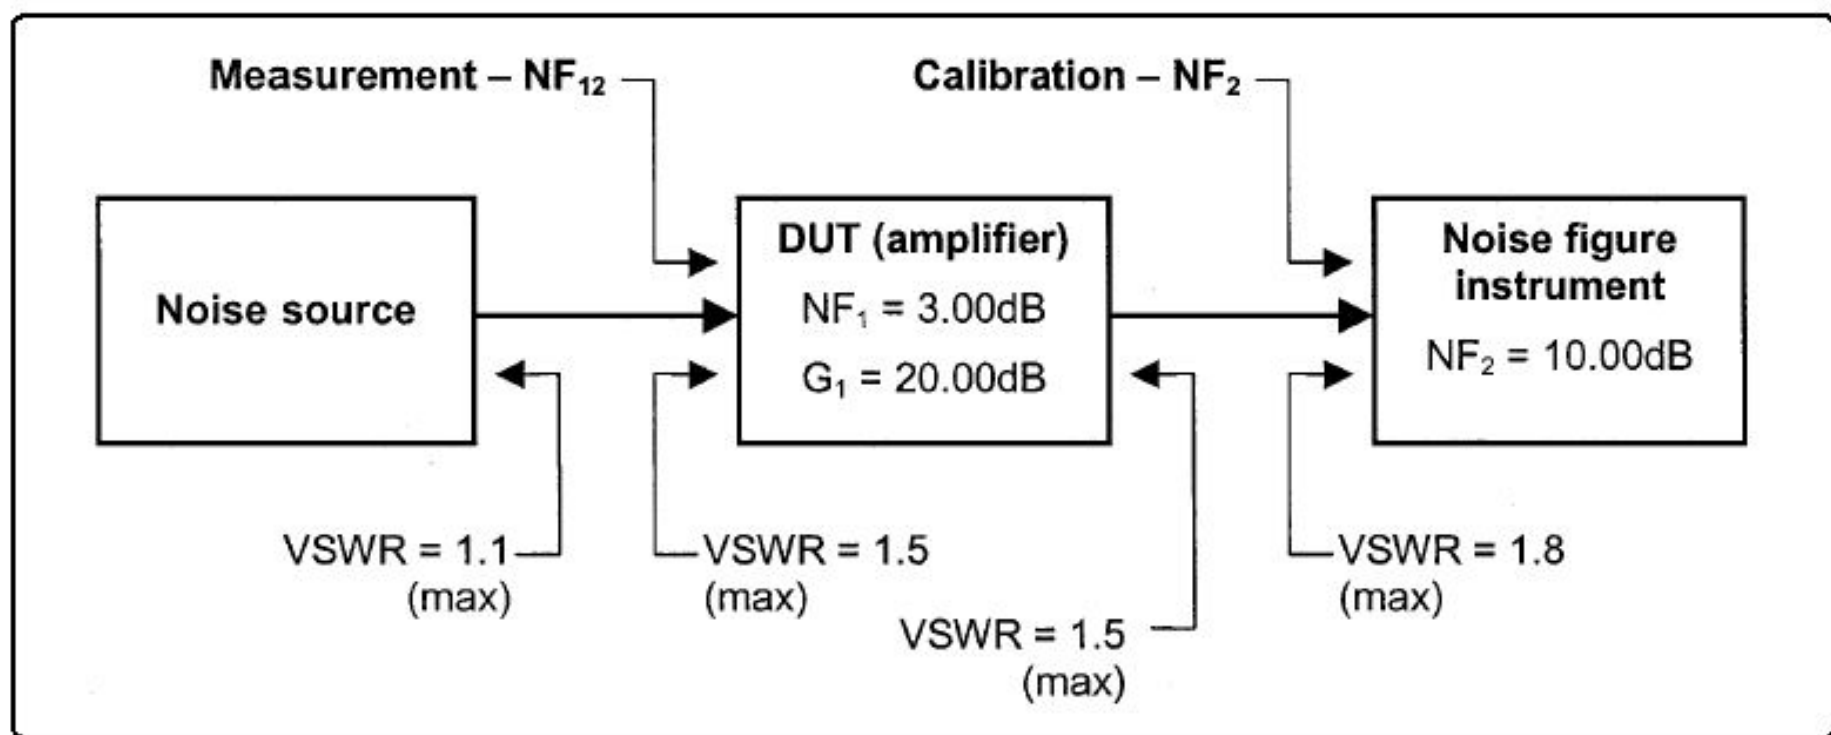 Measurement – NF₁₂
Calibration – NF₂
Noise source
DUT (amplifier)
NF₁ = 3.00dB
G₁ = 20.00dB
Noise figure
instrument
NF₂ = 10.00dB
VSWR = 1.1
(max)
VSWR = 1.5
(max)
VSWR = 1.5
(max)
VSWR = 1.8
(max)